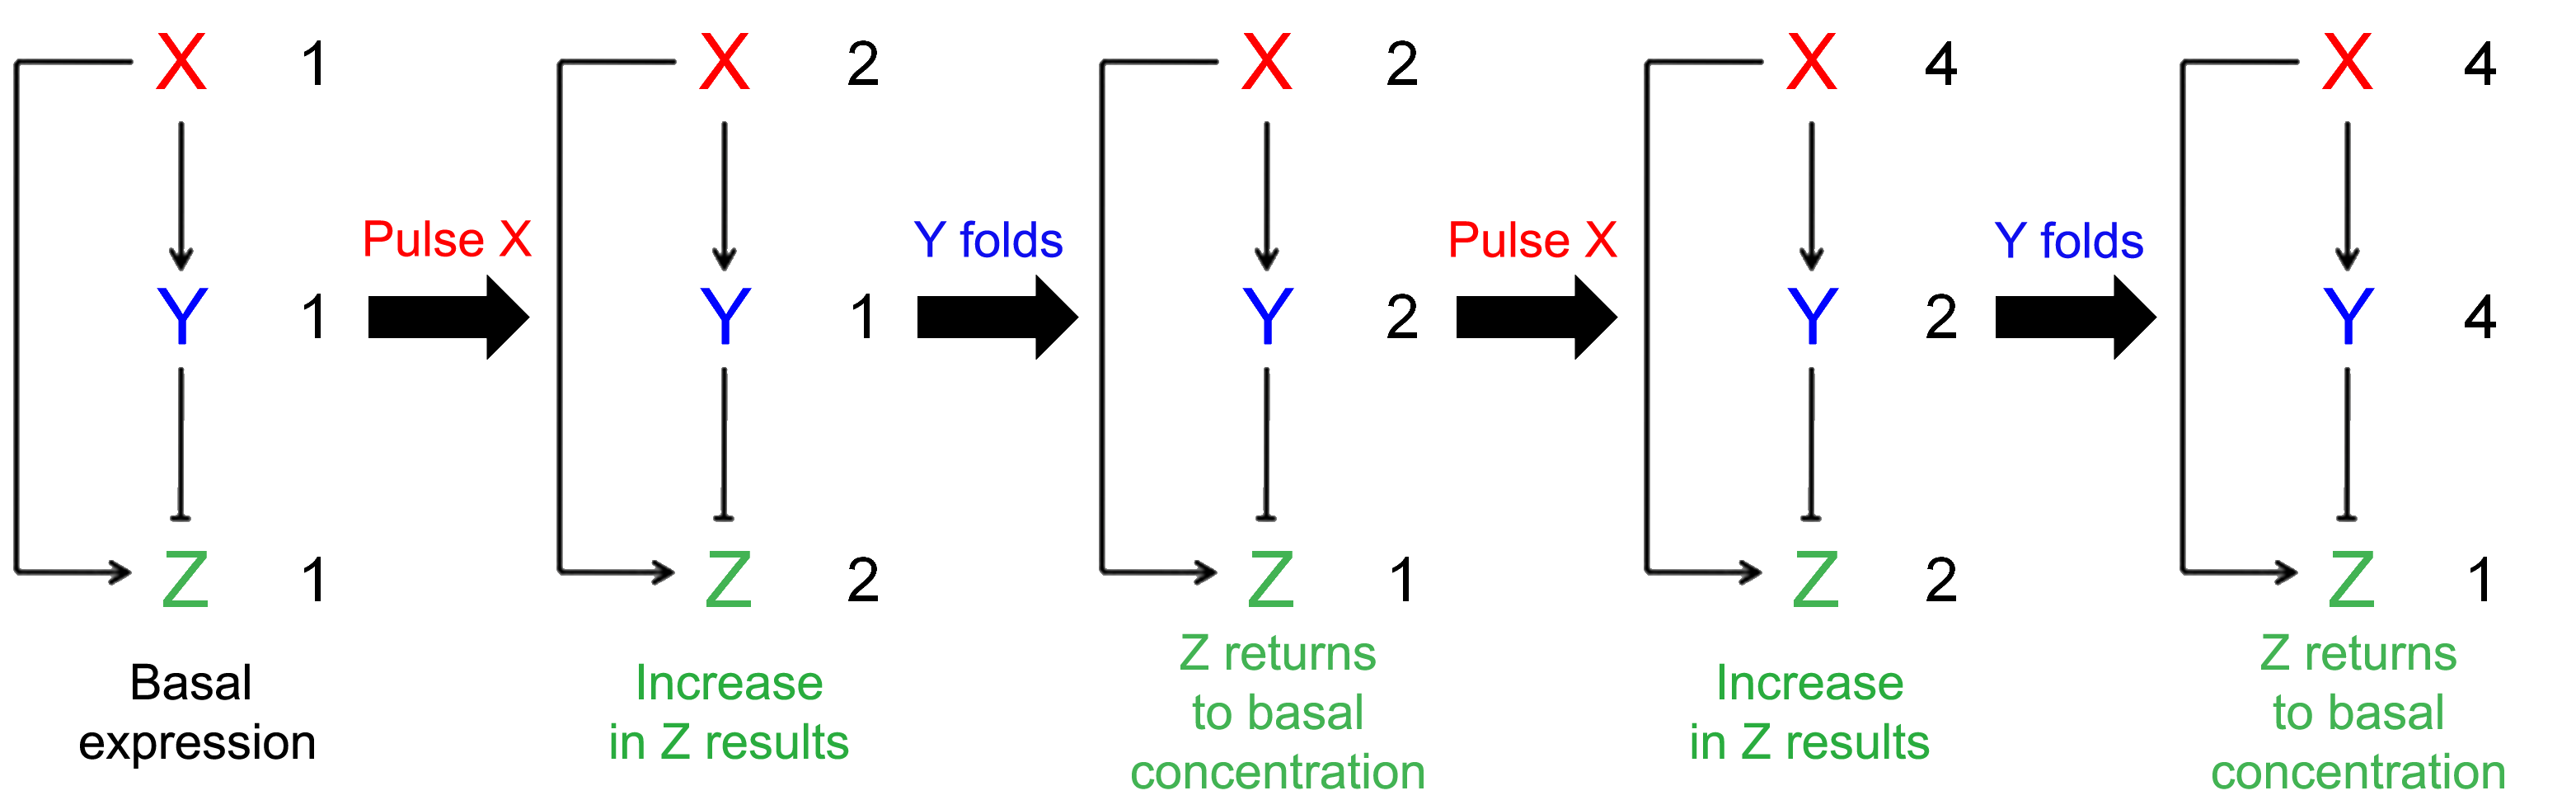 X 1
Y 1
Z 1
Basal
expression
Pulse X
X 2
Y 1
Z 2
Increase
in Z results
Y folds
X 2
Y 2
Z 1
Z returns
to basal
concentration
Pulse X
X 4
Y 2
Z 2
Increase
in Z results
Y folds
X 4
Y 4
Z 1
Z returns
to basal
concentration